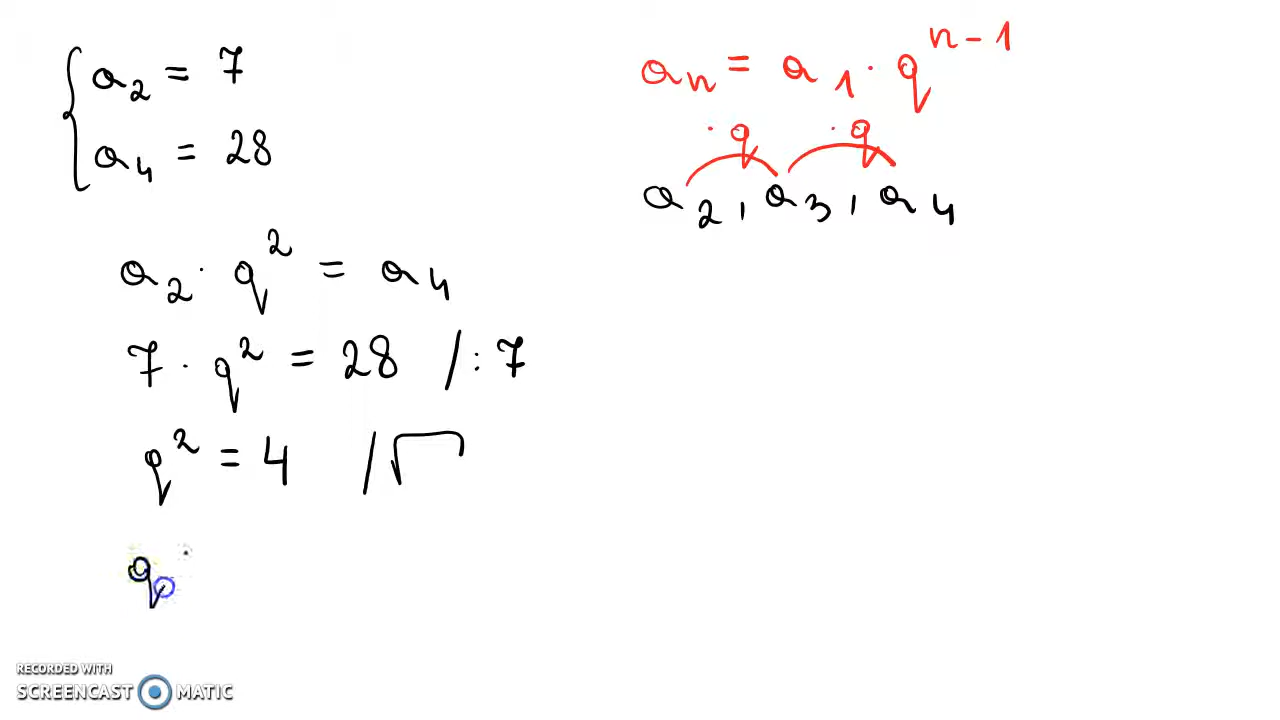 a₂ = 7
a₄ = 28
a₂ · q² = a₄
7 · q² = 28 / : 7
q² = 4 / √
q
aₙ = a₁ · qⁿ⁻¹
· q · q
a₂, a₃, a₄
RECORDED WITH
SCREENCAST MATIC